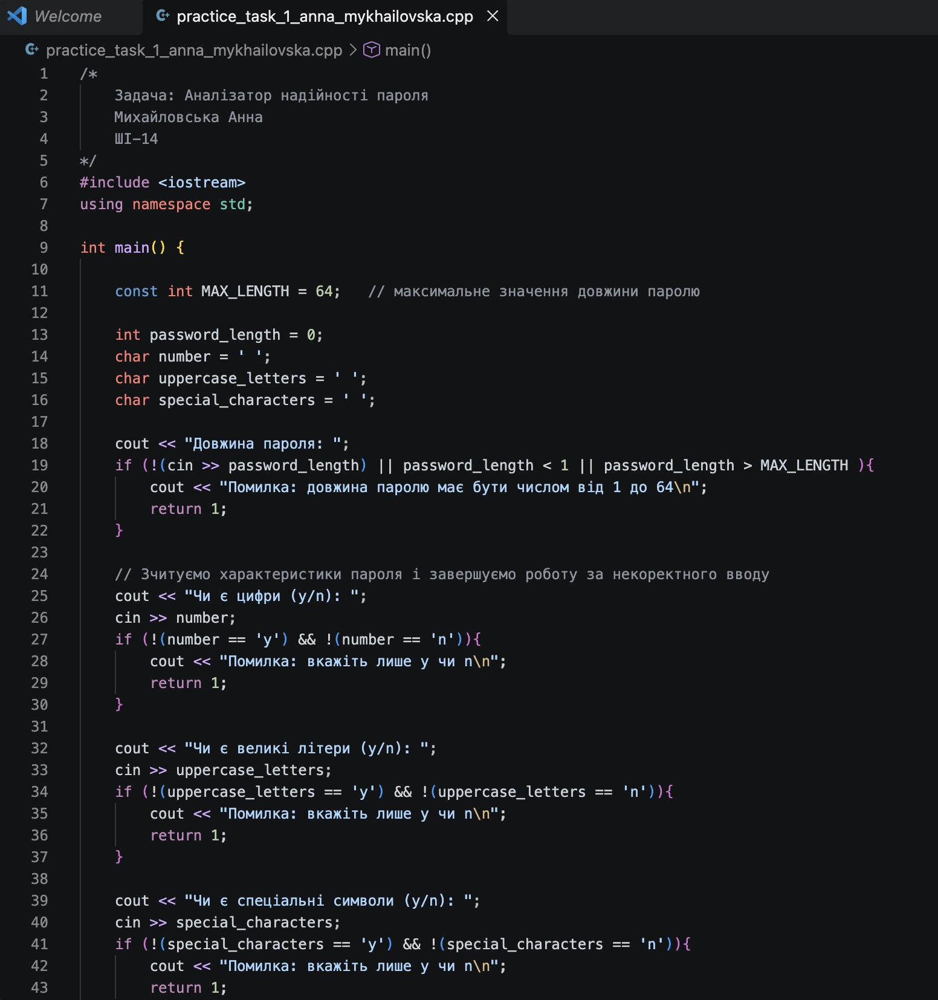 Welcome
practice_task_1_anna_mykhailovska.cpp
practice_task_1_anna_mykhailovska.cpp > main()
1 /*
2 Задача: Аналізатор надійності пароля
3 Михайловська Анна
4 ШІ-14
5 */
6 #include <iostream>
7 using namespace std;
8
9 int main() {
10
11 const int MAX_LENGTH = 64; // максимальне значення довжини паролю
12
13 int password_length = 0;
14 char number = ' ';
15 char uppercase_letters = ' ';
16 char special_characters = ' ';
17
18 cout << "Довжина пароля: ";
19 if (!(cin >> password_length) || password_length < 1 || password_length > MAX_LENGTH ){
20 cout << "Помилка: довжина паролю має бути числом від 1 до 64\n";
21 return 1;
22 }
23
24 // Зчитуємо характеристики пароля і завершуємо роботу за некоректного вводу
25 cout << "Чи є цифри (y/n): ";
26 cin >> number;
27 if (!(number == 'y') && !(number == 'n')){
28 cout << "Помилка: вкажіть лише y чи n\n";
29 return 1;
30 }
31
32 cout << "Чи є великі літери (y/n): ";
33 cin >> uppercase_letters;
34 if (!(uppercase_letters == 'y') && !(uppercase_letters == 'n')){
35 cout << "Помилка: вкажіть лише y чи n\n";
36 return 1;
37 }
38
39 cout << "Чи є спеціальні символи (y/n): ";
40 cin >> special_characters;
41 if (!(special_characters == 'y') && !(special_characters == 'n')){
42 cout << "Помилка: вкажіть лише y чи n\n";
43 return 1;